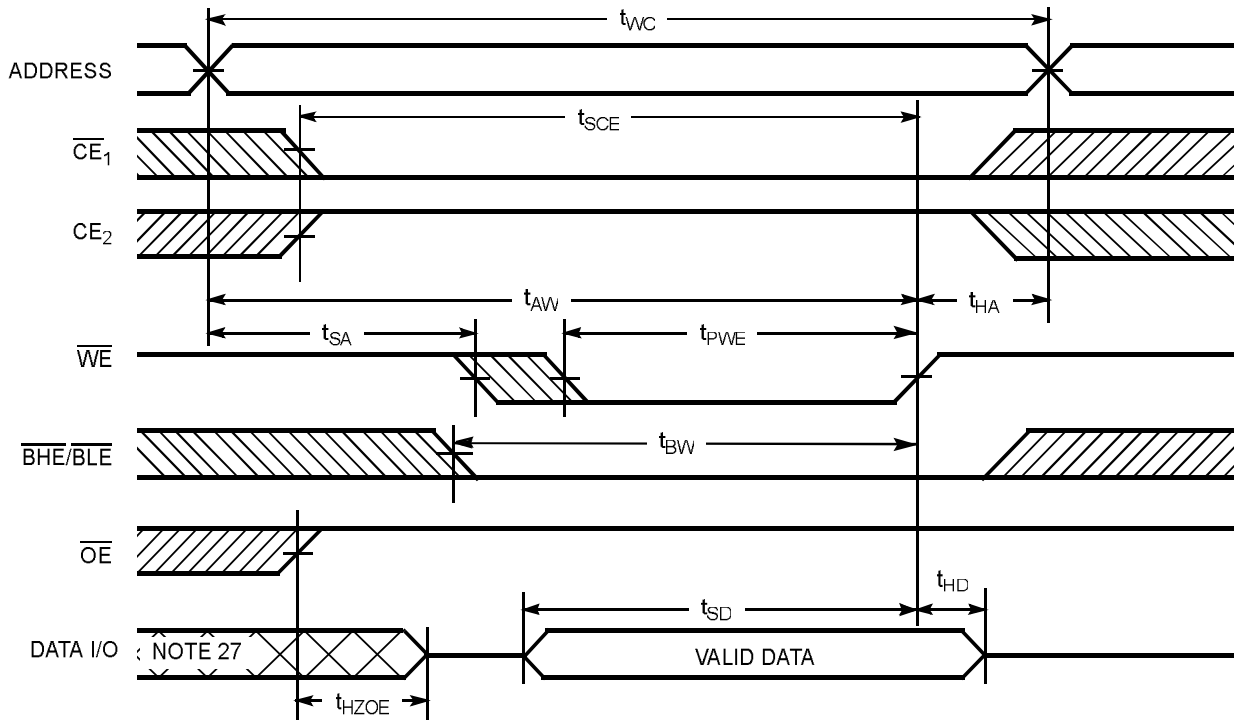 tWC
ADDRESS
tSCE
CE1
CE2
tAW
tHA
tSA
tPWE
WE
tBW
BHE/BLE
OE
tHD
tSD
DATA I/O
NOTE 27
VALID DATA
tHZOE